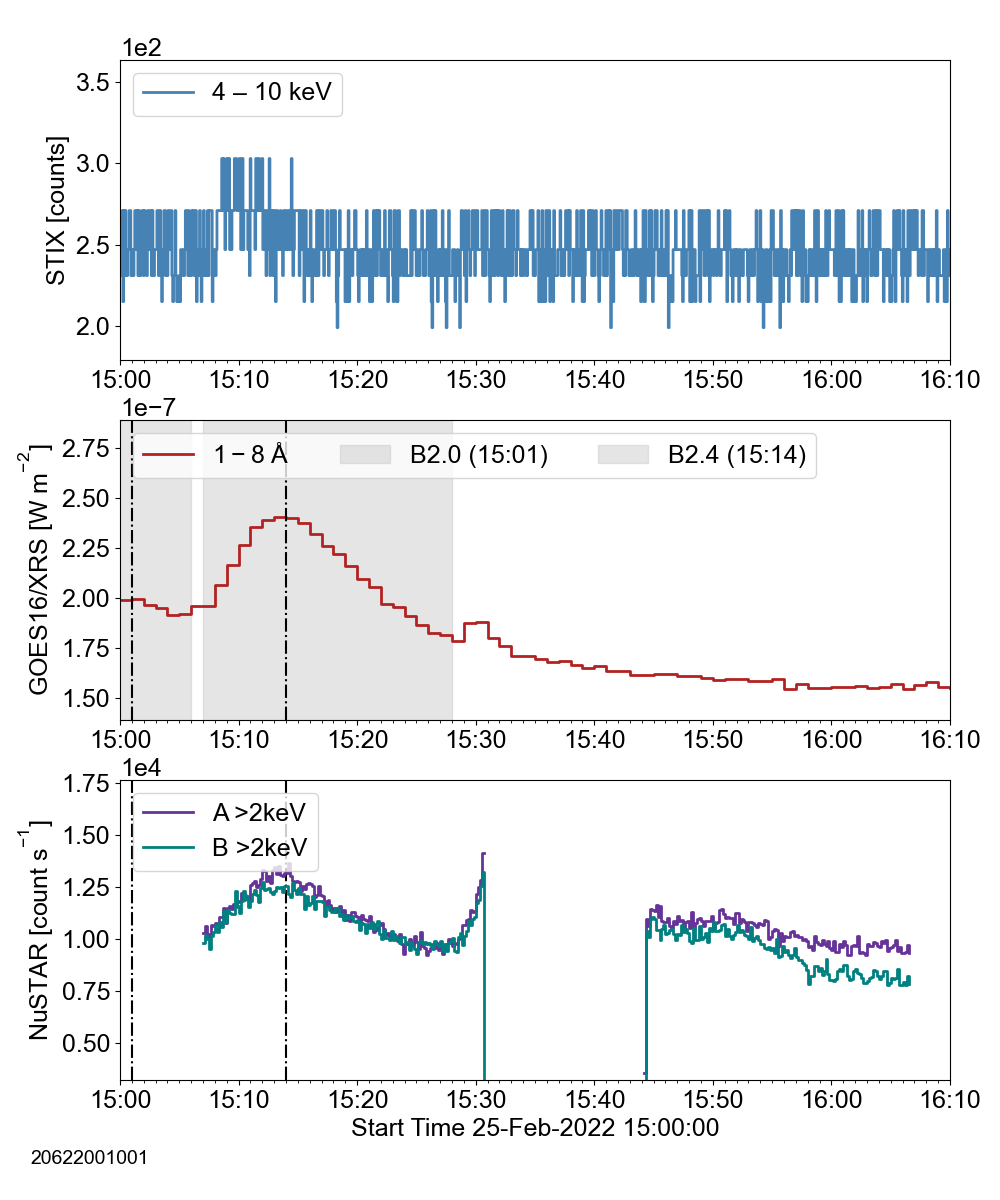 1e2
4 – 10 keV
STIX [counts]
3.5
3.0
2.5
2.0
15:00 15:10 15:20 15:30 15:40 15:50 16:00 16:10
1e−7
1 – 8 Å B2.0 (15:01) B2.4 (15:14)
GOES16/XRS [W m⁻²]
2.75
2.50
2.25
2.00
1.75
1.50
15:00 15:10 15:20 15:30 15:40 15:50 16:00 16:10
1e4
A >2keV
B >2keV
NuSTAR [count s⁻¹]
1.75
1.50
1.25
1.00
0.75
0.50
15:00 15:10 15:20 15:30 15:40 15:50 16:00 16:10
Start Time 25-Feb-2022 15:00:00
20622001001